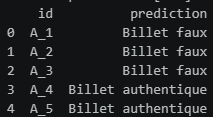 id prediction
0 A_1 Billet faux
1 A_2 Billet faux
2 A_3 Billet faux
3 A_4 Billet authentique
4 A_5 Billet authentique